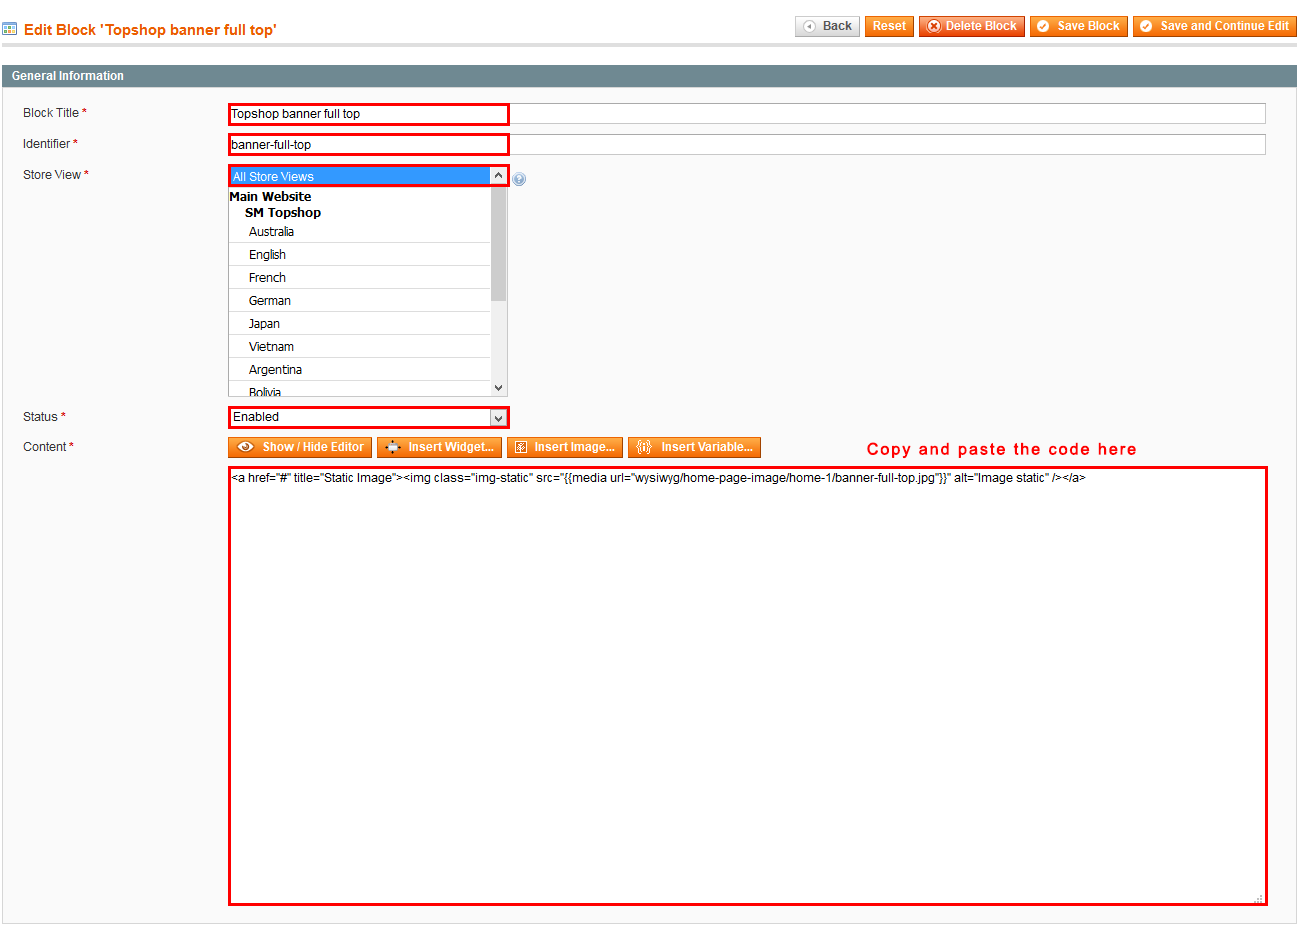 Edit Block 'Topshop banner full top'
Back Reset Delete Block Save Block Save and Continue Edit
General Information
Block Title *
Topshop banner full top
Identifier *
banner-full-top
Store View *
All Store Views
Main Website
SM Topshop
Australia
English
French
German
Japan
Vietnam
Argentina
Bolivia
Status *
Enabled
Content *
Show / Hide Editor Insert Widget... Insert Image... Insert Variable...
Copy and paste the code here
<a href="#" title="Static Image"><img class="img-static" src="{{media url="wysiwyg/home-page-image/home-1/banner-full-top.jpg"}}" alt="Image static" /></a>